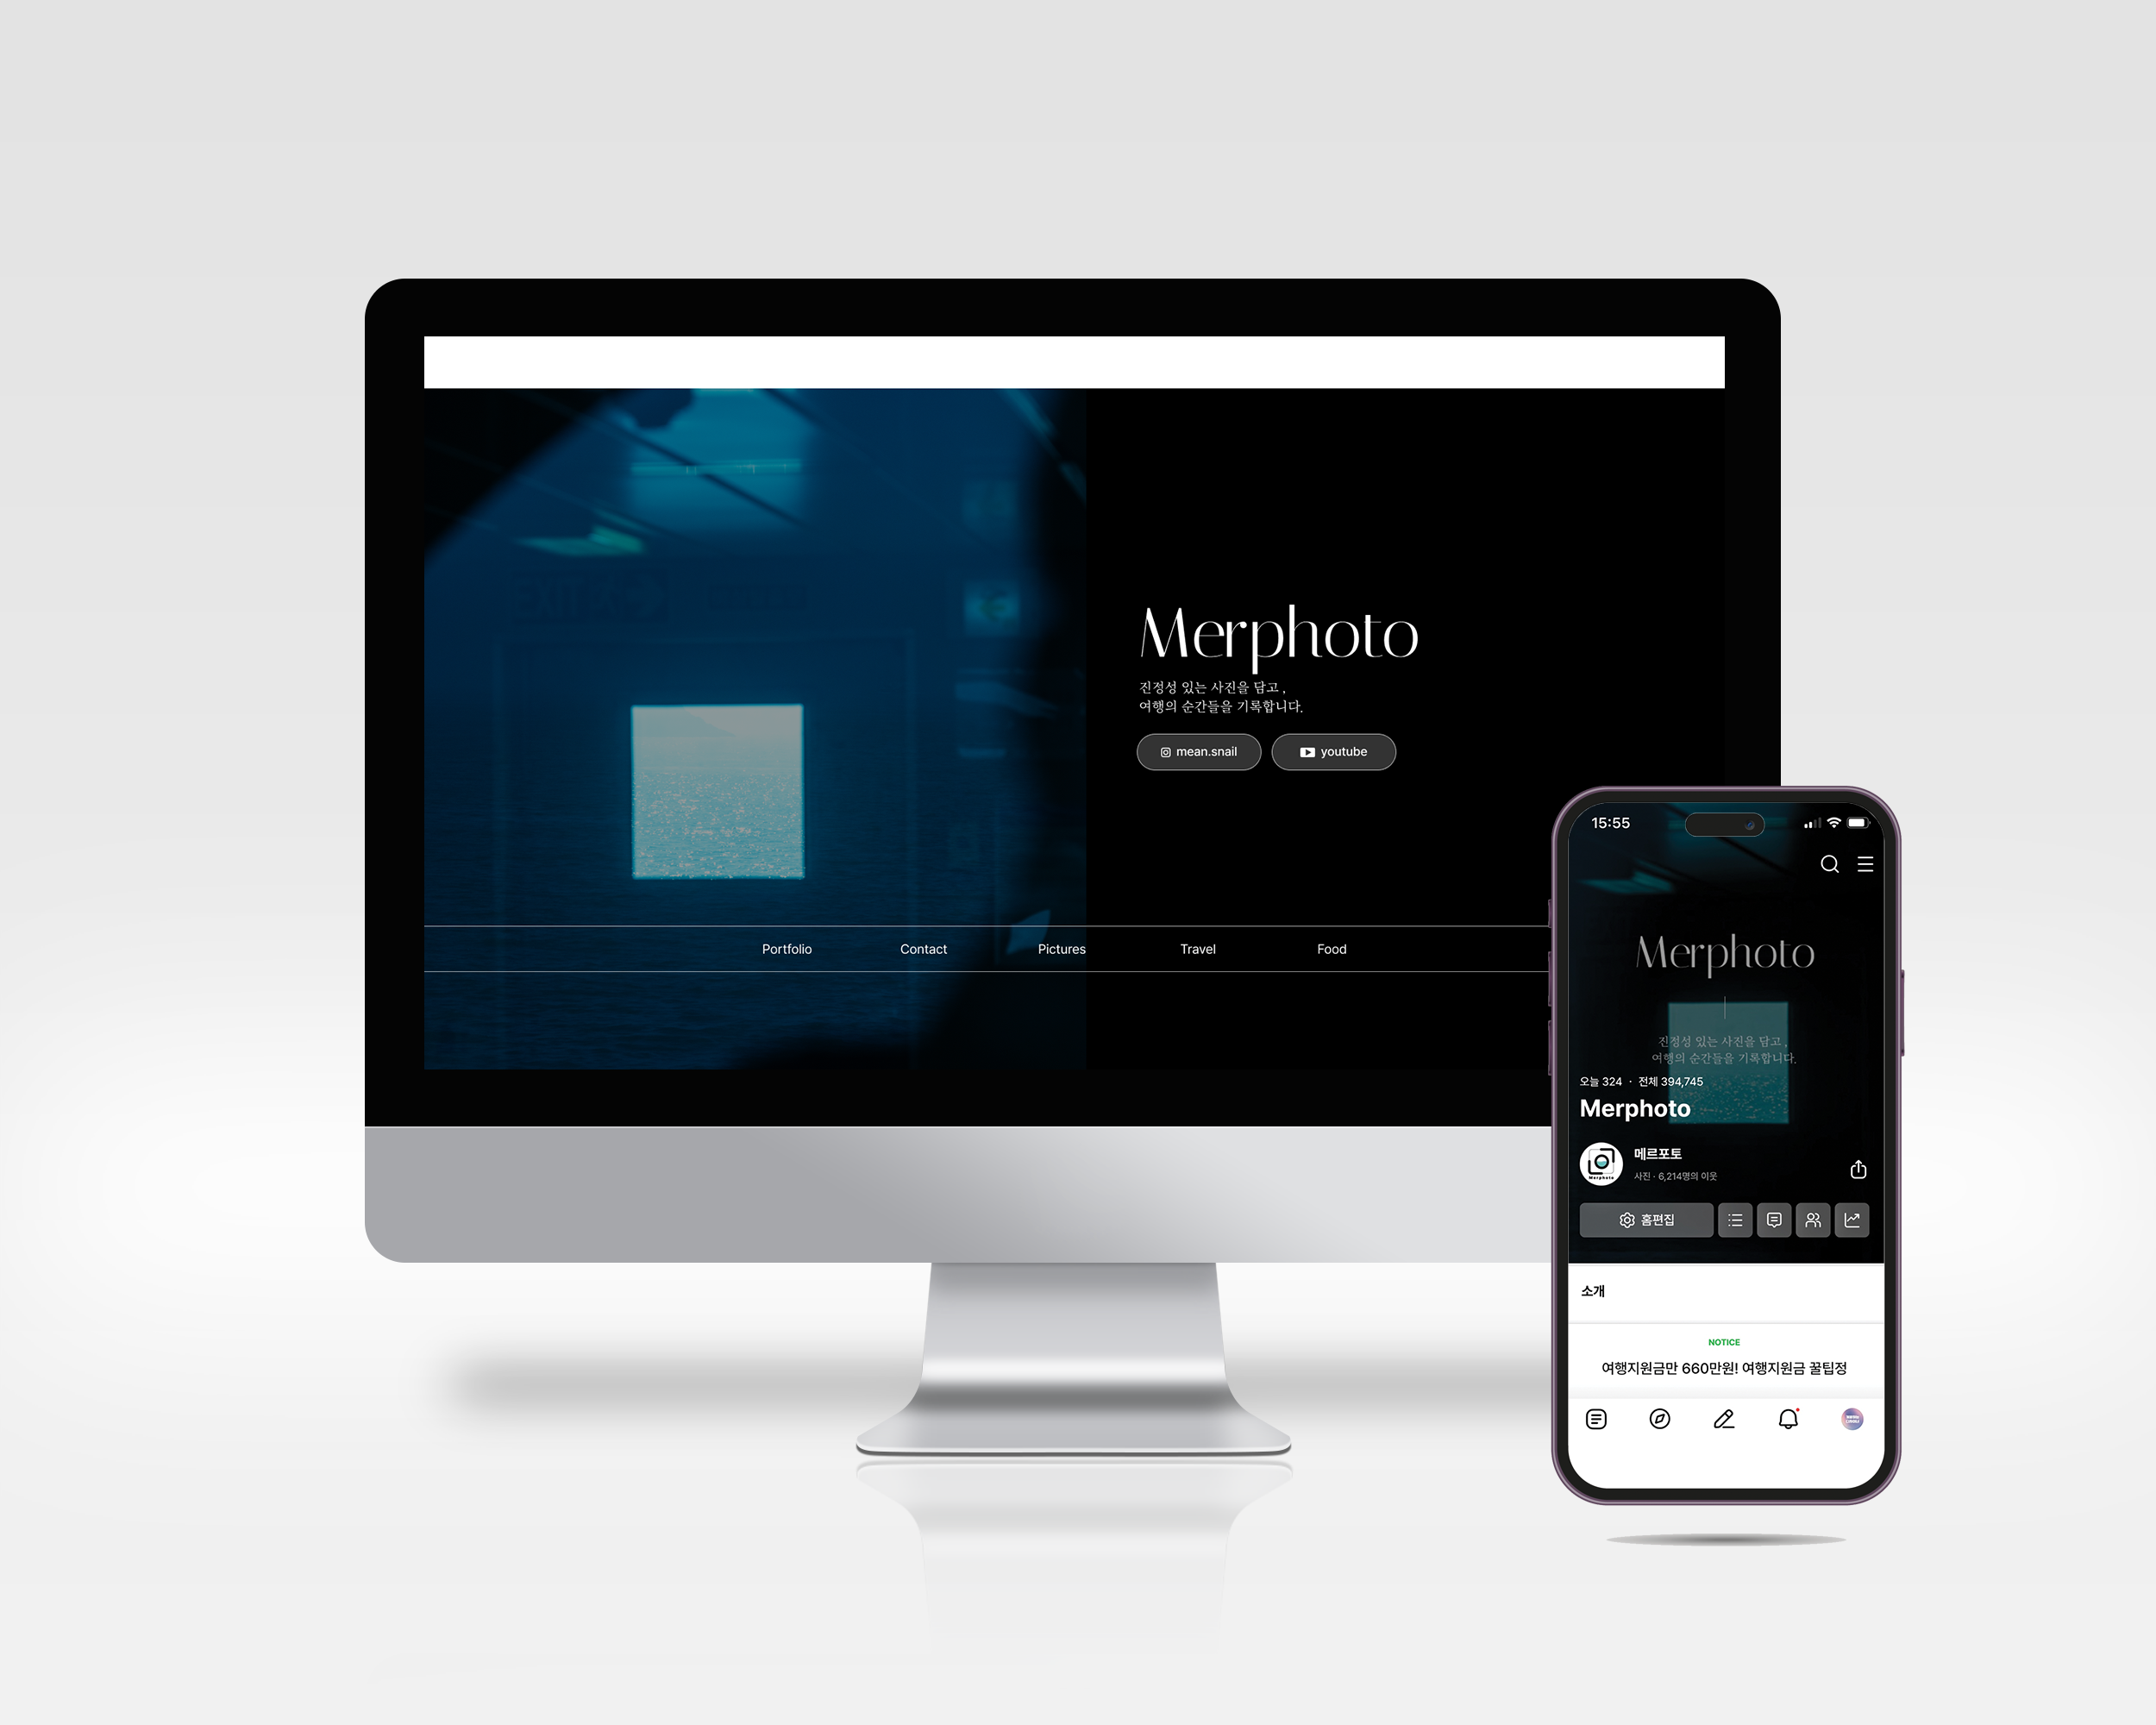 Merphoto
진정성 있는 사진을 담고 ,
여행의 순간들을 기록합니다.
mean.snail
youtube
Portfolio
Contact
Pictures
Travel
Food
15:55
Merphoto
진정성 있는 사진을 담고 ,
여행의 순간들을 기록합니다.
오늘 324 · 전체 394,745
Merphoto
Merphoto
메르포토
사진 · 6,214명의 이웃
홈편집
소개
NOTICE
여행지원금만 660만원! 여행지원금 꿀팁정